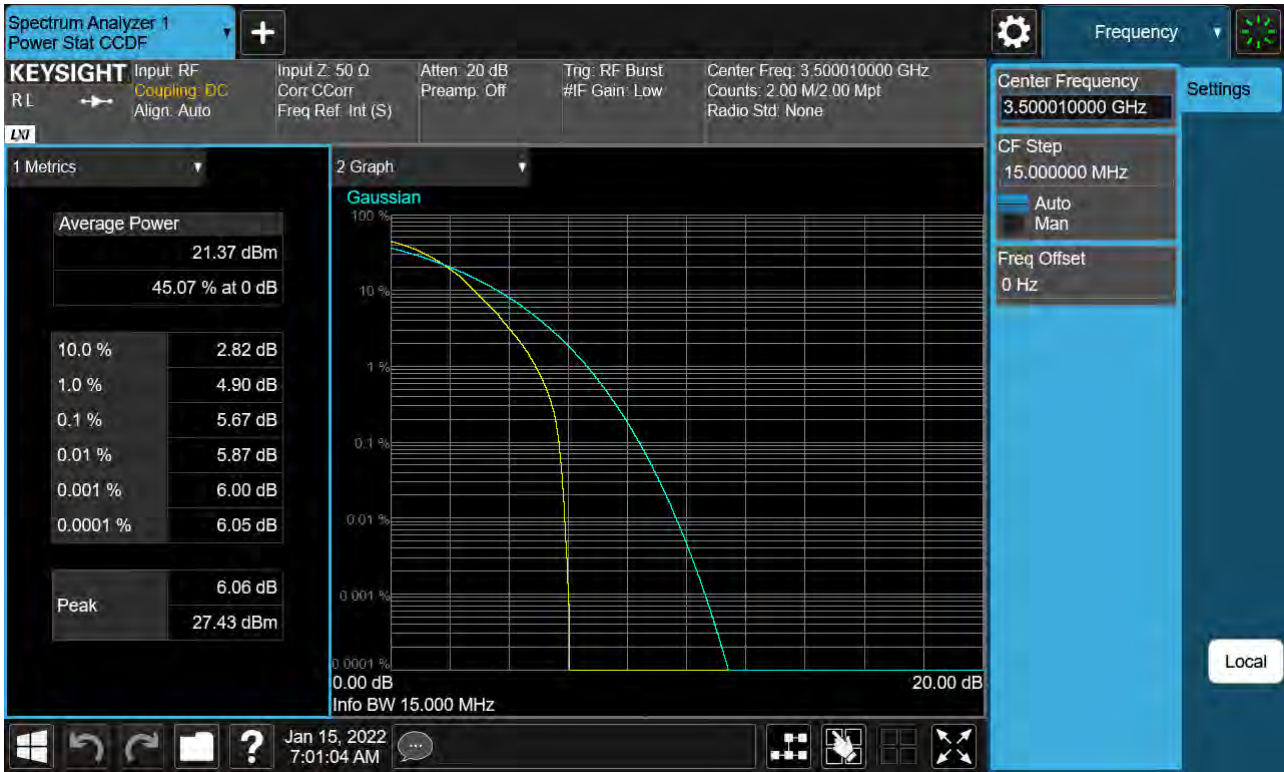 Spectrum Analyzer 1
Power Stat CCDF
+
Frequency
KEYSIGHT
Input: RF
Input Z: 50 Ω
Atten: 20 dB
Trig: RF Burst
Center Freq: 3.500010000 GHz
RL
Coupling: DC
Corr CCorr
Preamp: Off
#IF Gain: Low
Counts: 2.00 M/2.00 Mpt
Align: Auto
Freq Ref: Int (S)
Radio Std: None
LXI
Center Frequency
3.500010000 GHz
Settings
CF Step
15.000000 MHz
Auto
Man
Freq Offset
0 Hz
1 Metrics
Average Power
21.37 dBm
45.07 % at 0 dB
10.0 % 2.82 dB
1.0 % 4.90 dB
0.1 % 5.67 dB
0.01 % 5.87 dB
0.001 % 6.00 dB
0.0001 % 6.05 dB
Peak
6.06 dB
27.43 dBm
2 Graph
Gaussian
100 %
10 %
1 %
0.1 %
0.01 %
0.001 %
0.0001 %
0.00 dB
20.00 dB
Info BW 15.000 MHz
Local
?
Jan 15, 2022
7:01:04 AM